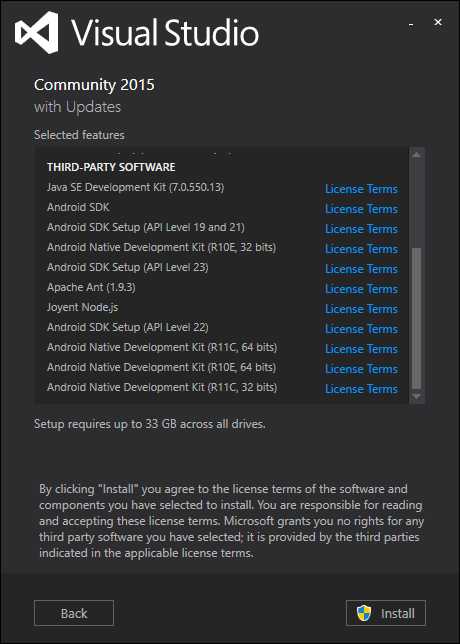 Visual Studio
Community 2015
with Updates
Selected features
THIRD-PARTY SOFTWARE
Java SE Development Kit (7.0.550.13) License Terms
Android SDK License Terms
Android SDK Setup (API Level 19 and 21) License Terms
Android Native Development Kit (R10E, 32 bits) License Terms
Android SDK Setup (API Level 23) License Terms
Apache Ant (1.9.3) License Terms
Joyent Node.js License Terms
Android SDK Setup (API Level 22) License Terms
Android Native Development Kit (R11C, 64 bits) License Terms
Android Native Development Kit (R10E, 64 bits) License Terms
Android Native Development Kit (R11C, 32 bits) License Terms
Setup requires up to 33 GB across all drives.
By clicking "Install" you agree to the license terms of the software and
components you have selected to install. You are responsible for reading
and accepting these license terms. Microsoft grants you no rights for any
third party software you have selected; it is provided by the third parties
indicated in the applicable license terms.
Back Install